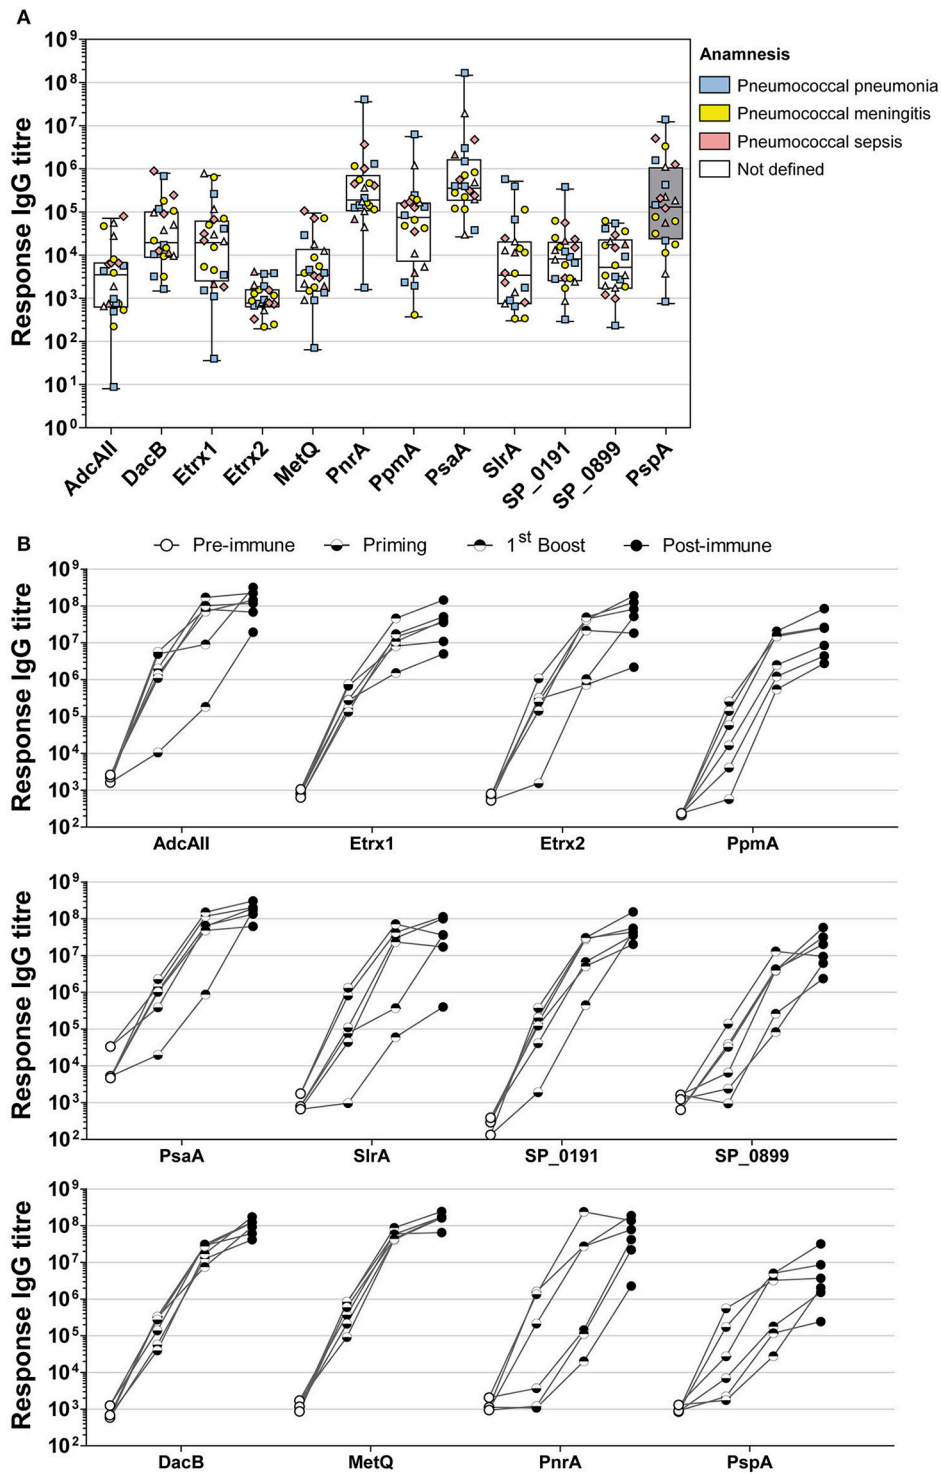 A
Response IgG titre
10⁹
10⁸
10⁷
10⁶
10⁵
10⁴
10³
10²
10¹
10⁰
AdcAII
DacB
Etrx1
Etrx2
MetQ
PnrA
PpmA
PsaA
SlrA
SP_0191
SP_0899
PspA
Anamnesis
Pneumococcal pneumonia
Pneumococcal meningitis
Pneumococcal sepsis
Not defined
B
Pre-immune Priming 1ˢᵗ Boost Post-immune
Response IgG titre
10⁹
10⁸
10⁷
10⁶
10⁵
10⁴
10³
10²
AdcAII Etrx1 Etrx2 PpmA
Response IgG titre
10⁹
10⁸
10⁷
10⁶
10⁵
10⁴
10³
10²
PsaA SlrA SP_0191 SP_0899
Response IgG titre
10⁹
10⁸
10⁷
10⁶
10⁵
10⁴
10³
10²
DacB MetQ PnrA PspA